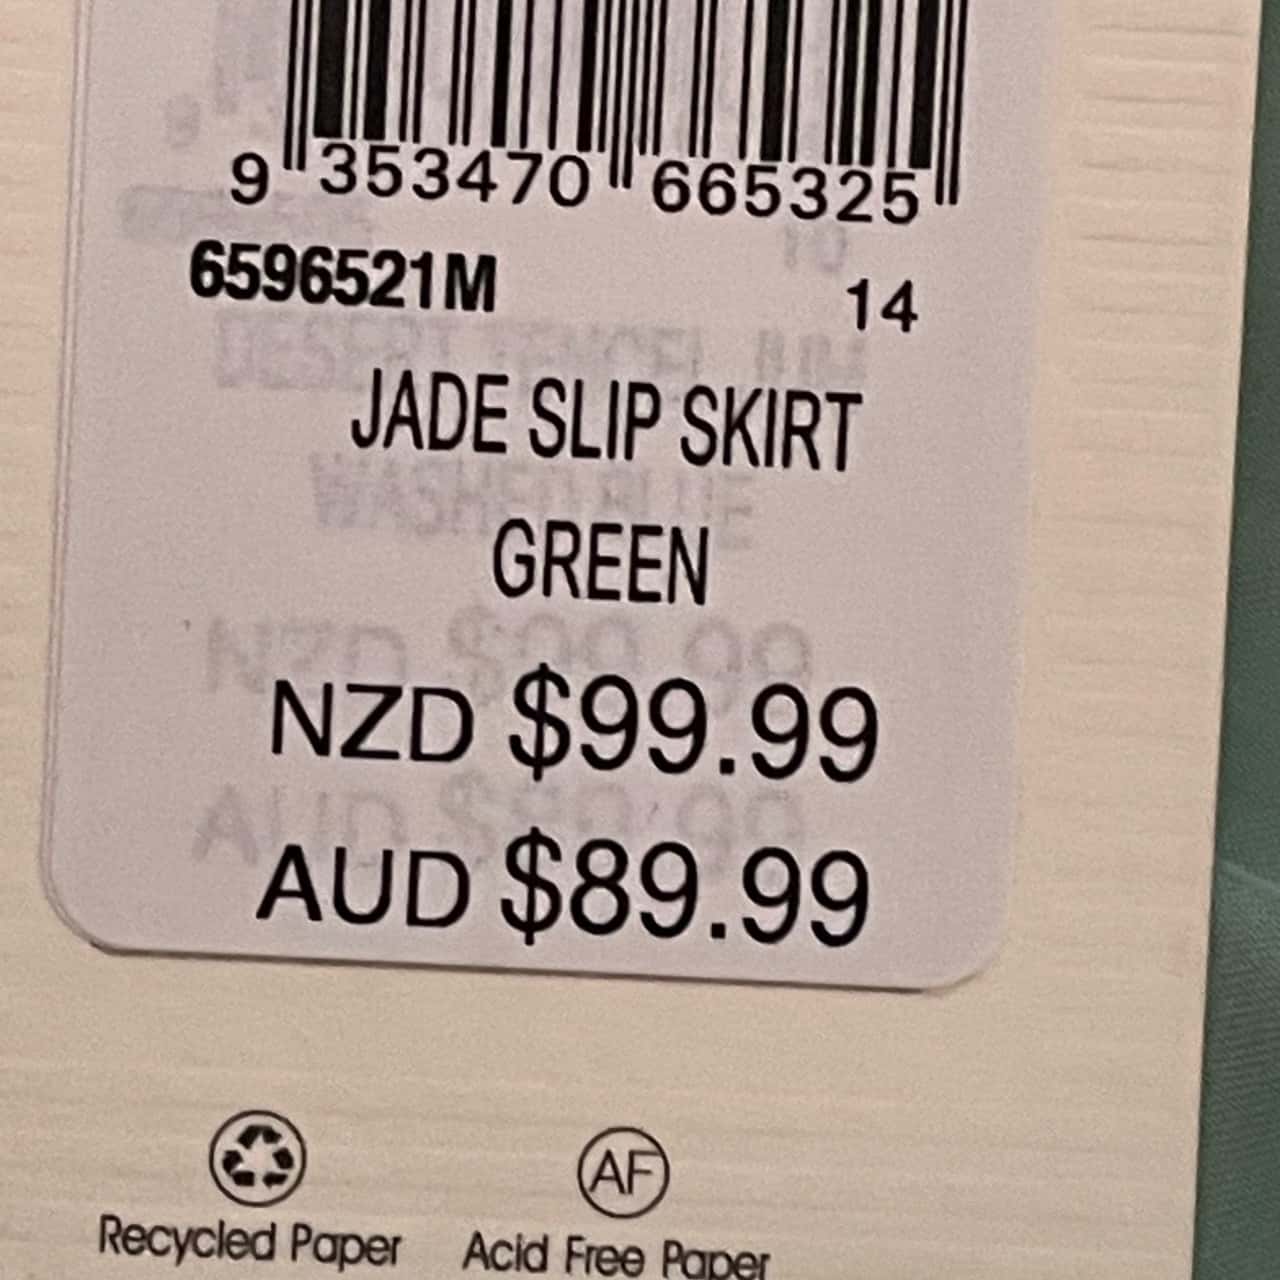 9 353470 665325
6596521M 14
JADE SLIP SKIRT
GREEN
NZD $99.99
AUD $89.99
AF
Recycled Paper Acid Free Paper